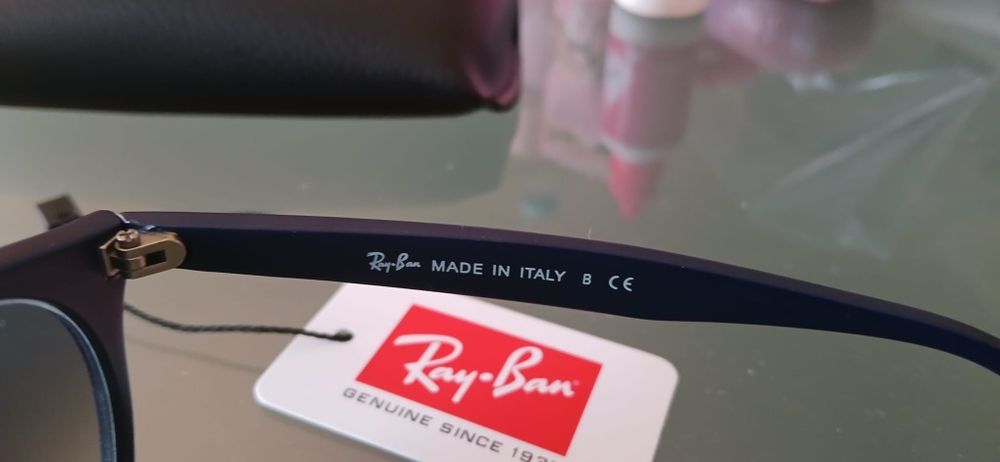 Ray-Ban MADE IN ITALY B CE
Ray-Ban
GENUINE SINCE